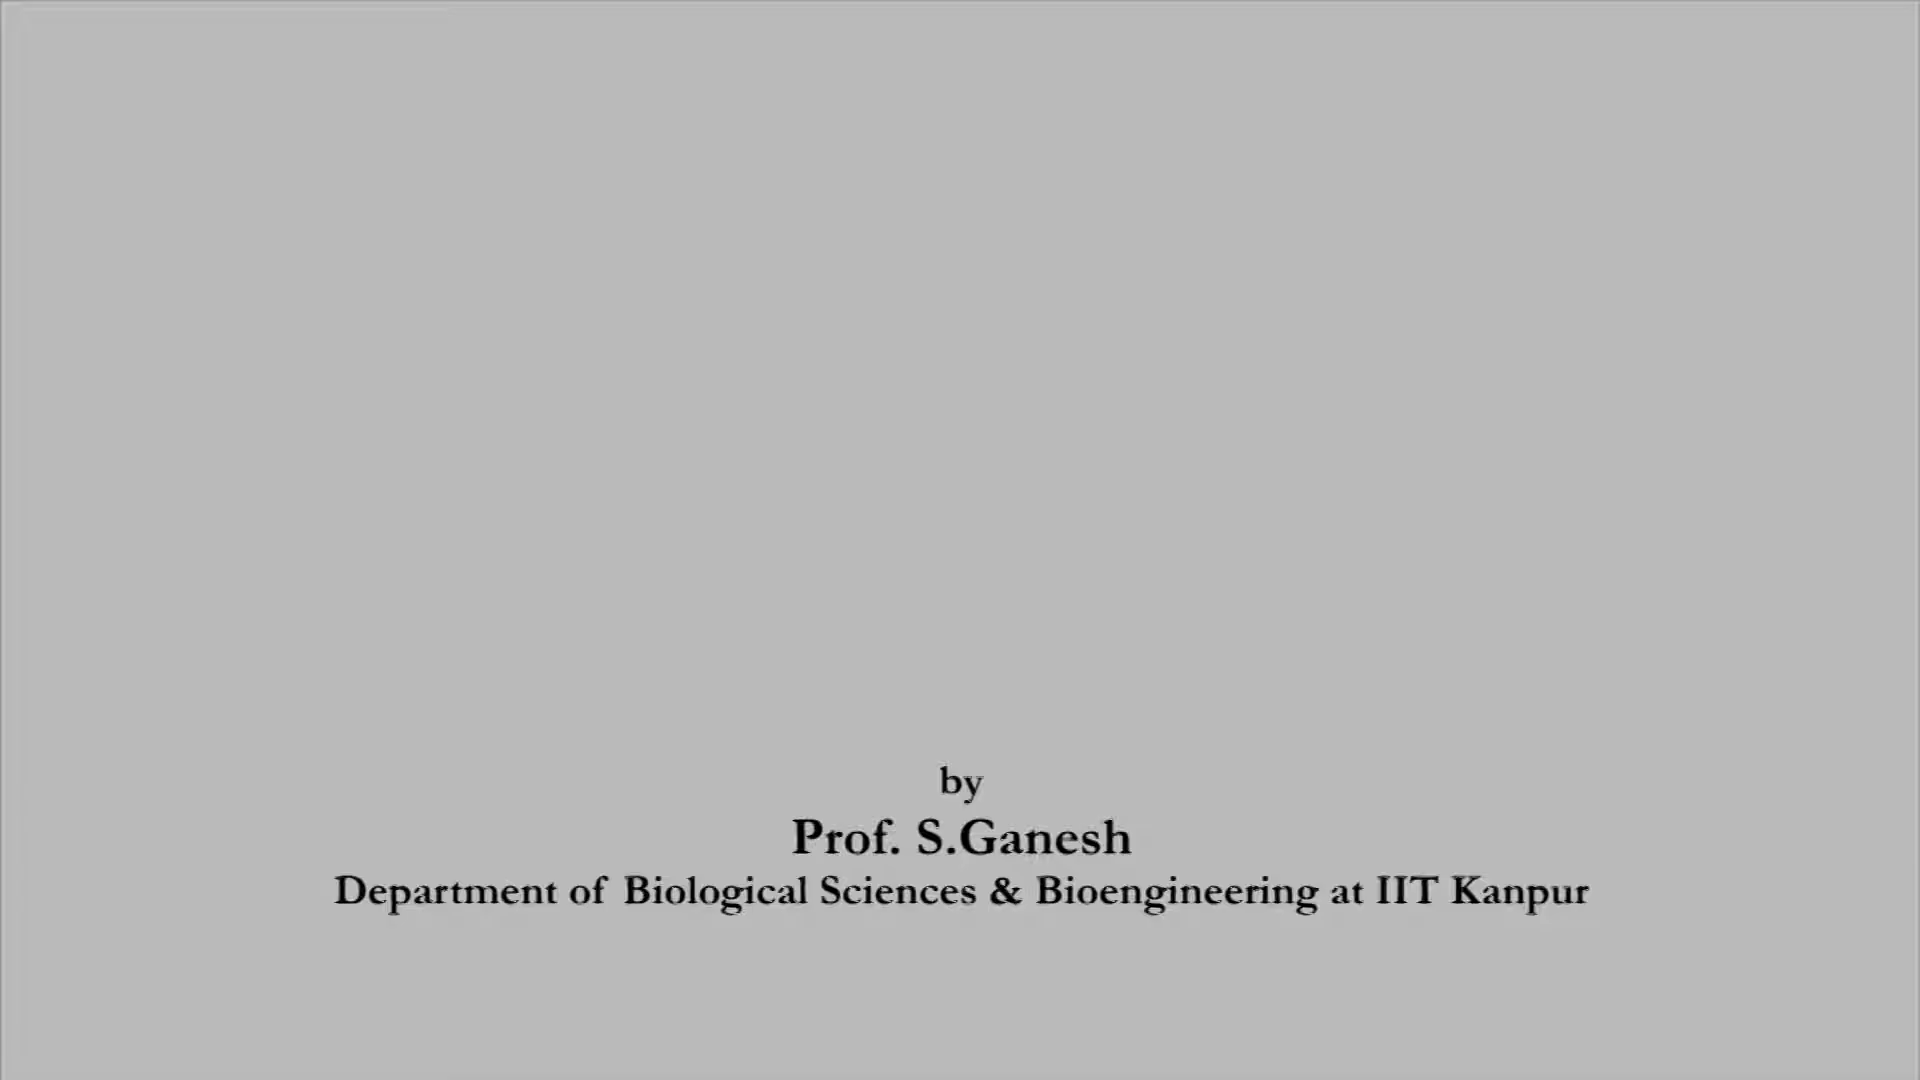 by
Prof. S.Ganesh
Department of Biological Sciences & Bioengineering at IIT Kanpur